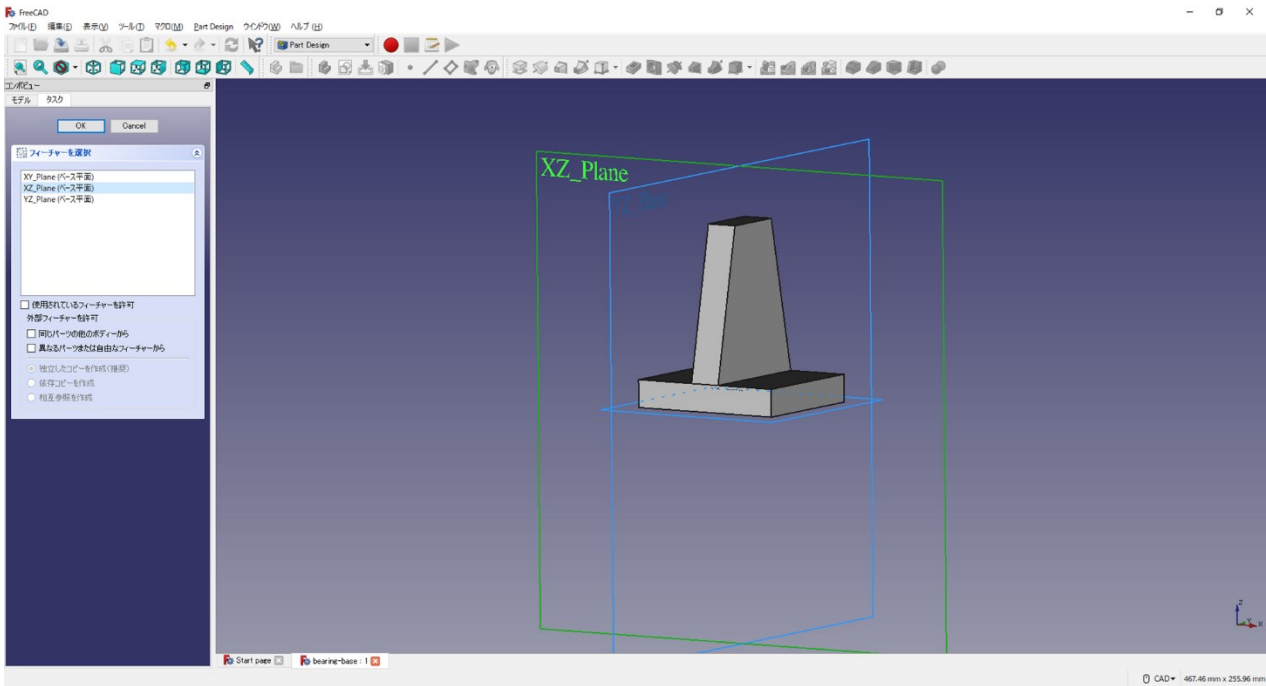 FreeCAD
ファイル(F) 編集(E) 表示(V) ツール(T) マクロ(M) Part Design ウィンドウ(W) ヘルプ(H)
Part Design
コンボビュー
モデル タスク
OK Cancel
フィーチャーを選択
XY_Plane (ベース平面)
XZ_Plane (ベース平面)
YZ_Plane (ベース平面)
使用されているフィーチャーを許可
外部フィーチャーを許可
同じパーツの他のボディーから
異なるパーツまたは自由なフィーチャーから
独立したコピーを作成(推奨)
依存コピーを作成
相互参照を作成
XZ_Plane
Z
Y
X
Start page
bearing-base : 1
CAD
467.46 mm x 255.96 mm